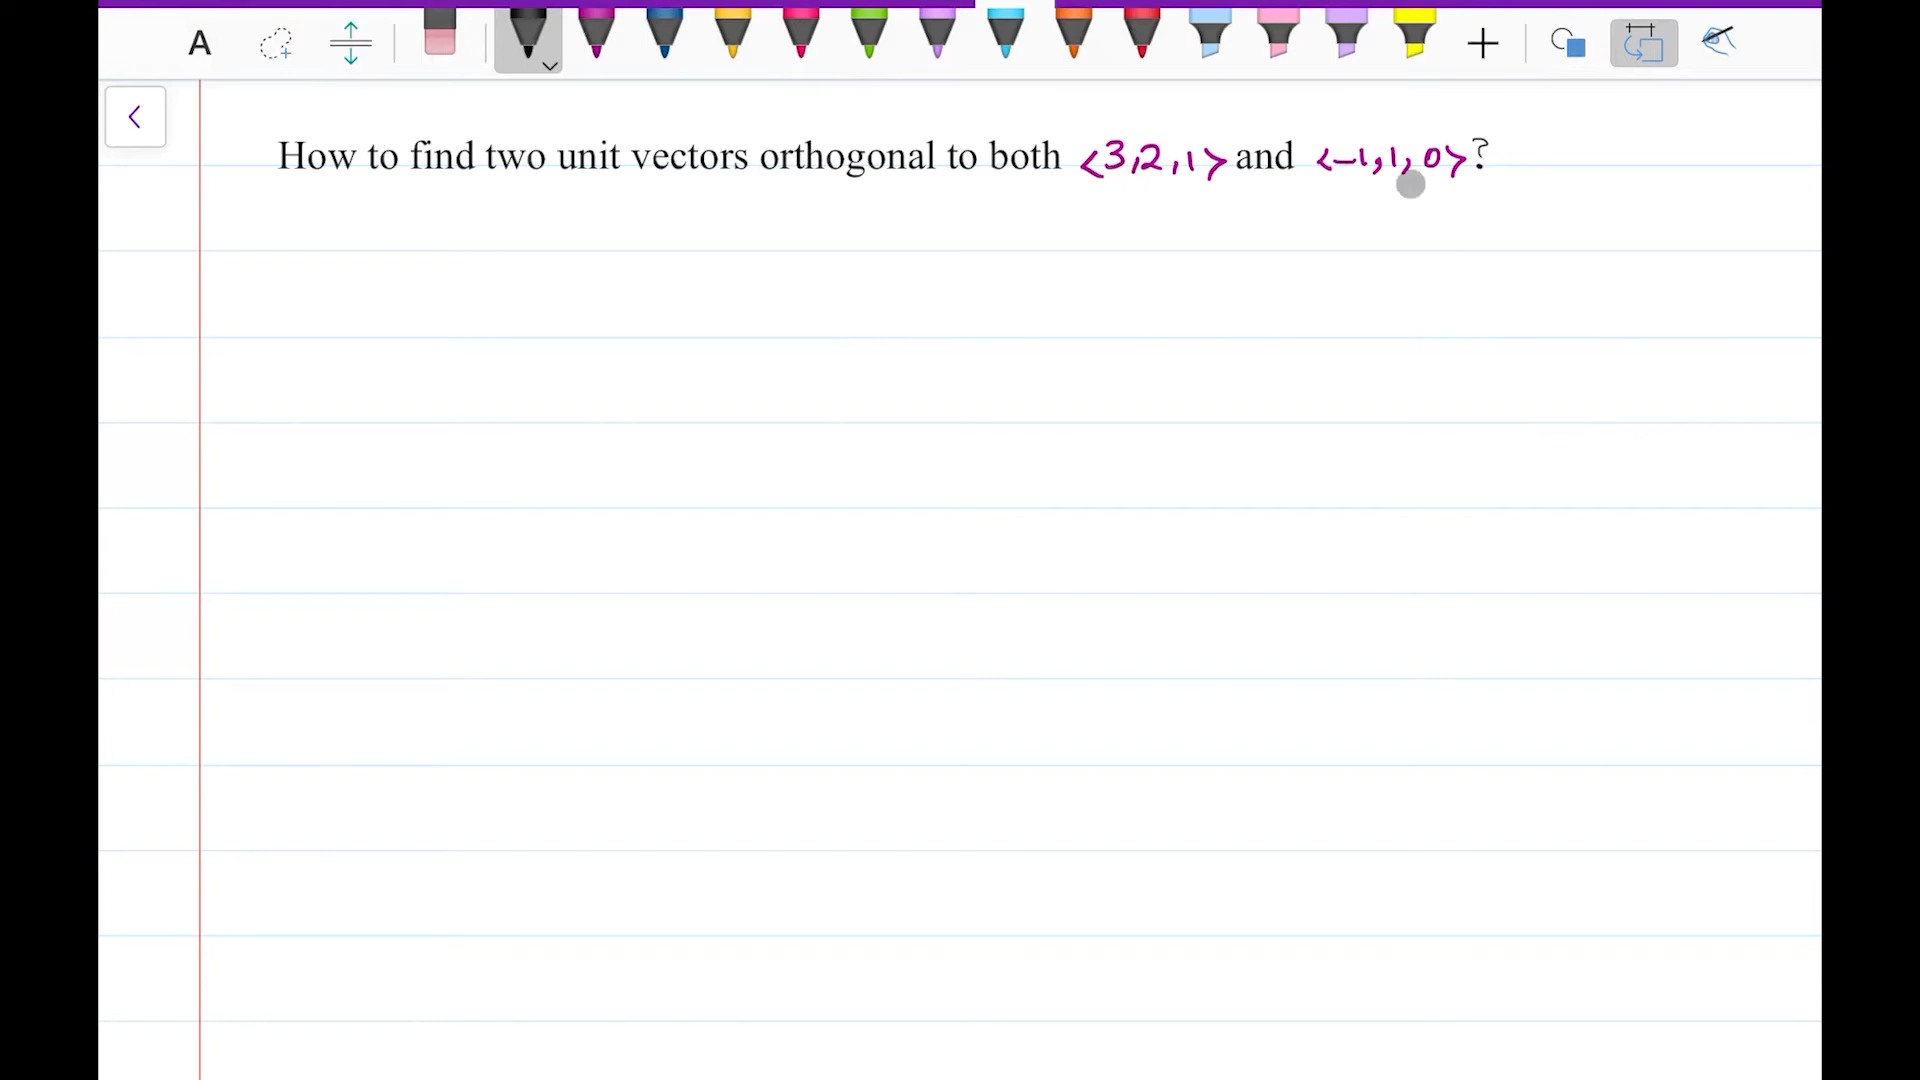 A
How to find two unit vectors orthogonal to both <3,2,1> and <-1,1,0>?